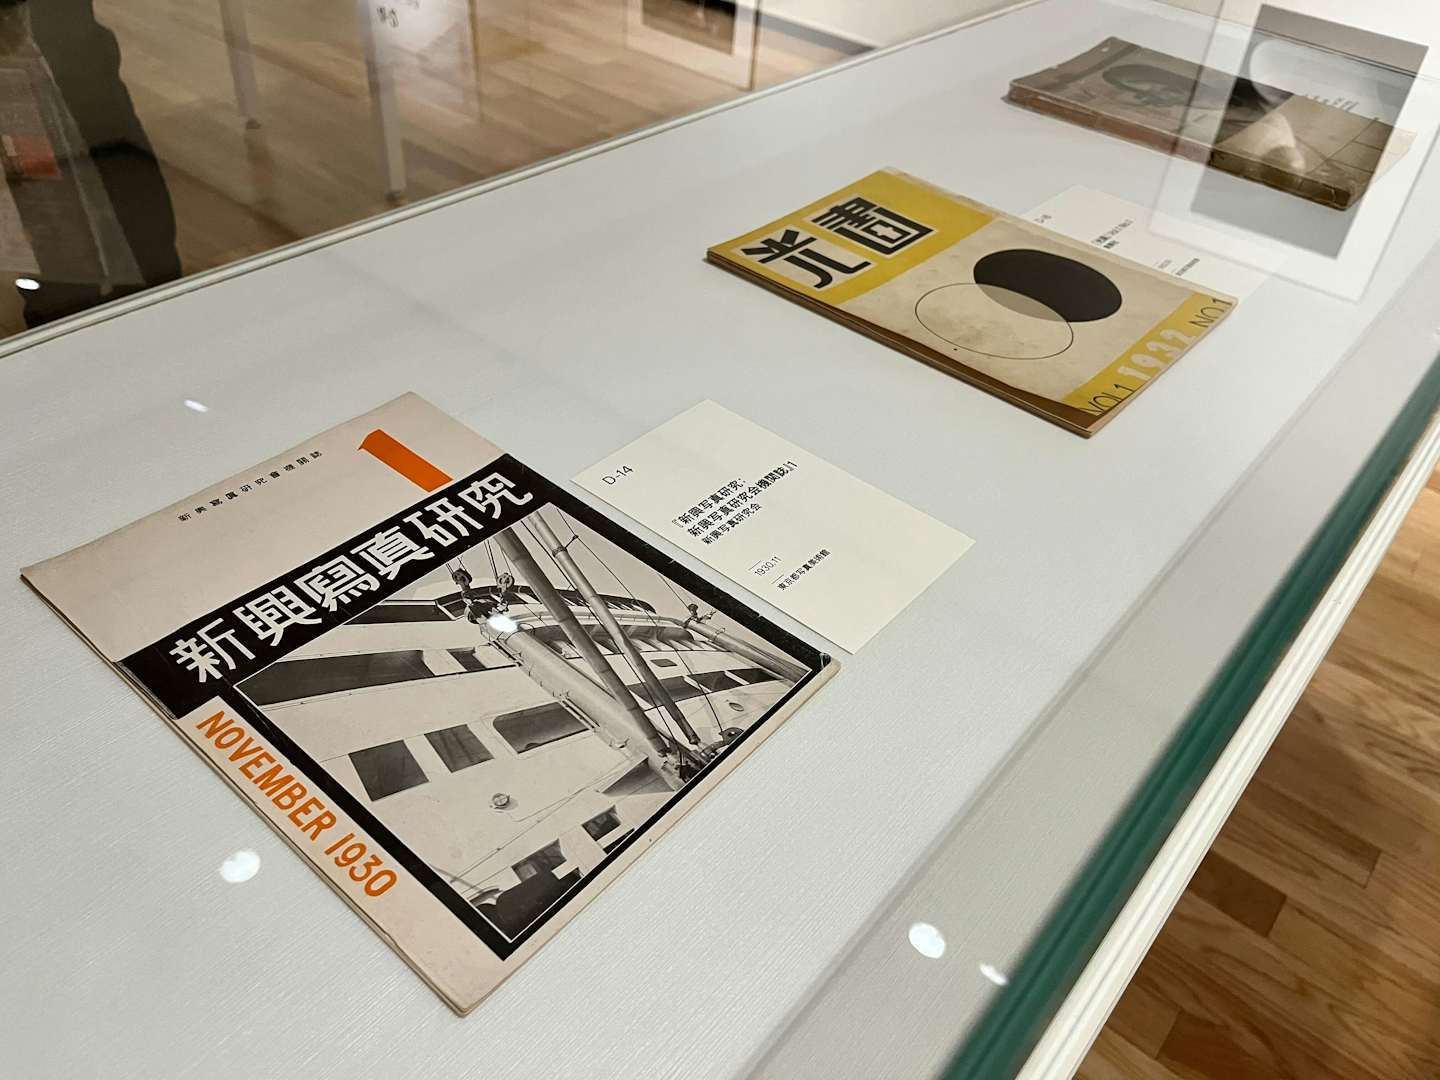 新興寫眞研究會機關誌
1
新興寫眞研究
NOVEMBER 1930
D-14
『新興写真研究：
新興写真研究会機関誌』1
新興写真研究会
1930.11
東京都写真美術館
光画
VOL1 1932 NO.1